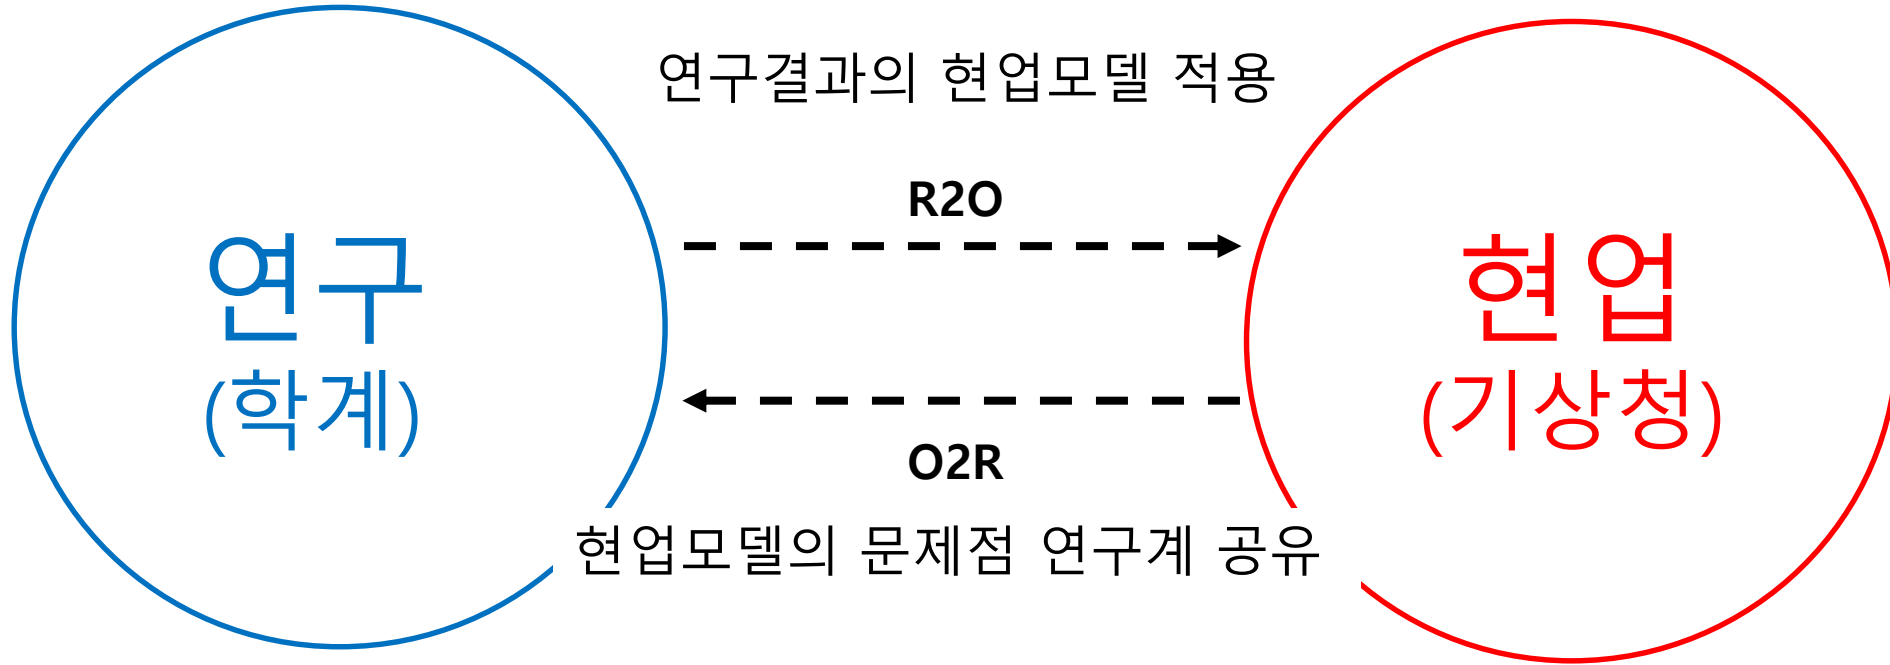 연구결과의 현업모델 적용
R2O
연구
(학계)
현업
(기상청)
O2R
현업모델의 문제점 연구계 공유